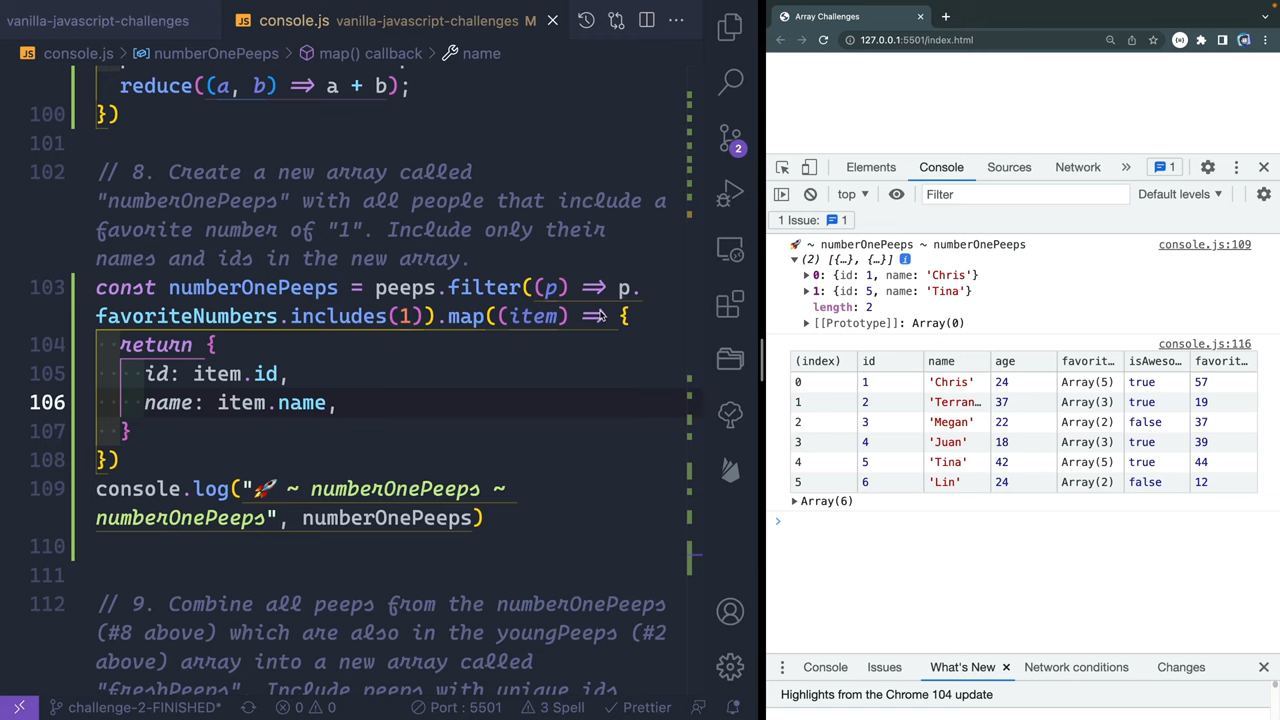 vanilla-javascript-challenges
JS console.js vanilla-javascript-challenges M
JS console.js > numberOnePeeps > map() callback > name
reduce((a, b) => a + b);
100 })
101
102 // 8. Create a new array called
"numberOnePeeps" with all people that include a
favorite number of "1". Include only their
names and ids in the new array.
103 const numberOnePeeps = peeps.filter((p) => p.
favoriteNumbers.includes(1)).map((item) => {
104 return {
105 id: item.id,
106 name: item.name,
107 }
108 })
109 console.log("🚀 ~ numberOnePeeps ~
numberOnePeeps", numberOnePeeps)
110
111
112 // 9. Combine all peeps from the numberOnePeeps
(#8 above) which are also in the youngPeeps (#2
above) array into a new array called
"freshPeeps". Include peeps with unique ids
challenge-2-FINISHED* 0 0 Port : 5501 3 Spell Prettier
2
Array Challenges
127.0.0.1:5501/index.html
Elements Console Sources Network » 1
top Filter Default levels
1 Issue: 1
🚀 ~ numberOnePeeps ~ numberOnePeeps console.js:109
(2) [{…}, {…}] i
0: {id: 1, name: 'Chris'}
1: {id: 5, name: 'Tina'}
length: 2
[[Prototype]]: Array(0)
console.js:116
(index) id name age favorit... isAweso... favorit...
0 1 'Chris' 24 Array(5) true 57
1 2 'Terran... 37 Array(3) true 19
2 3 'Megan' 22 Array(2) false 37
3 4 'Juan' 18 Array(3) true 39
4 5 'Tina' 42 Array(5) true 44
5 6 'Lin' 24 Array(2) false 12
Array(6)
Console Issues What's New Network conditions Changes
Highlights from the Chrome 104 update